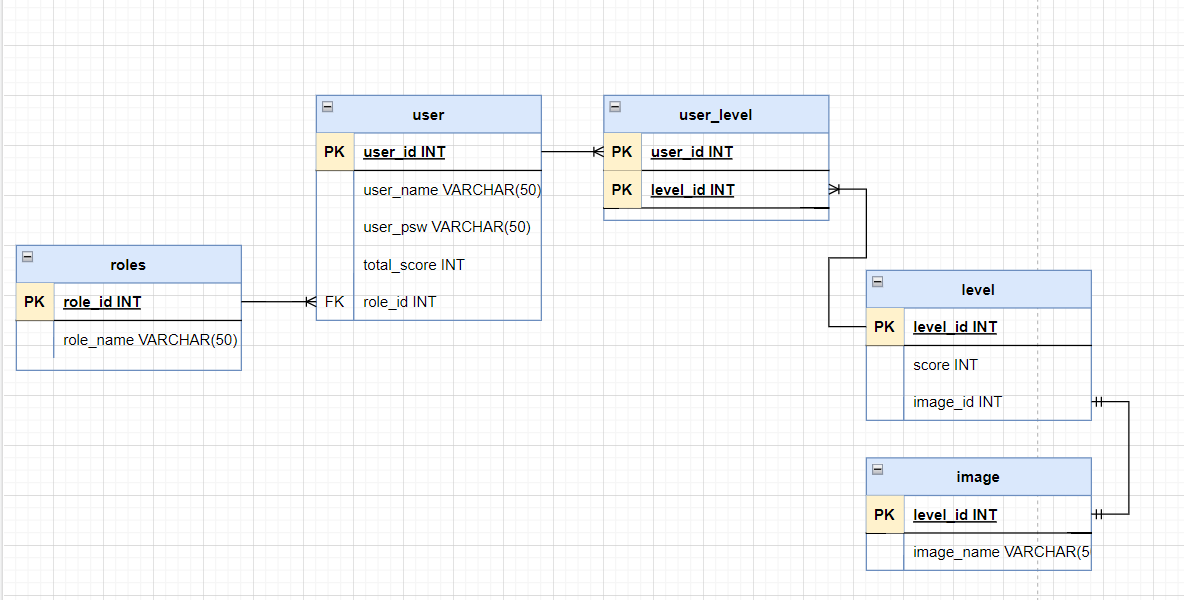 user
PK user_id INT
user_name VARCHAR(50)
user_psw VARCHAR(50)
total_score INT
FK role_id INT
user_level
PK user_id INT
PK level_id INT
roles
PK role_id INT
role_name VARCHAR(50)
level
PK level_id INT
score INT
image_id INT
image
PK level_id INT
image_name VARCHAR(5